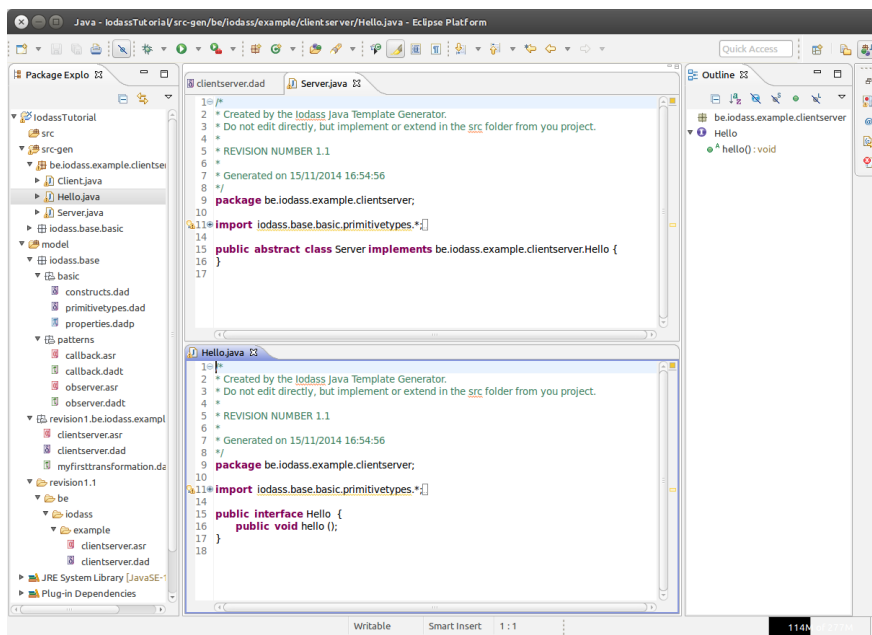 Java - IodassTutorial/src-gen/be/iodass/example/clientserver/Hello.java - Eclipse Platform
Quick Access
Package Explo
IodassTutorial
src
src-gen
be.iodass.example.clientser
Client.java
Hello.java
Server.java
iodass.base.basic
model
iodass.base
basic
constructs.dad
primitivetypes.dad
properties.dadp
patterns
callback.asr
callback.dadt
observer.asr
observer.dadt
revision1.be.iodass.exampl
clientserver.asr
clientserver.dad
myfirsttransformation.da
revision1.1
be
iodass
example
clientserver.asr
clientserver.dad
JRE System Library [JavaSE-1
Plug-in Dependencies
clientserver.dad
Server.java
1 /*
2 * Created by the Iodass Java Template Generator.
3 * Do not edit directly, but implement or extend in the src folder from you project.
4 *
5 * REVISION NUMBER 1.1
6 *
7 * Generated on 15/11/2014 16:54:56
8 */
9 package be.iodass.example.clientserver;
10
11 import iodass.base.basic.primitivetypes.*;
14
15 public abstract class Server implements be.iodass.example.clientserver.Hello {
16 }
17
Hello.java
1 /*
2 * Created by the Iodass Java Template Generator.
3 * Do not edit directly, but implement or extend in the src folder from you project.
4 *
5 * REVISION NUMBER 1.1
6 *
7 * Generated on 15/11/2014 16:54:56
8 */
9 package be.iodass.example.clientserver;
10
11 import iodass.base.basic.primitivetypes.*;
14
15 public interface Hello {
16 public void hello ();
17 }
18
Outline
be.iodass.example.clientserver
Hello
hello() : void
Writable
Smart Insert
1 : 1